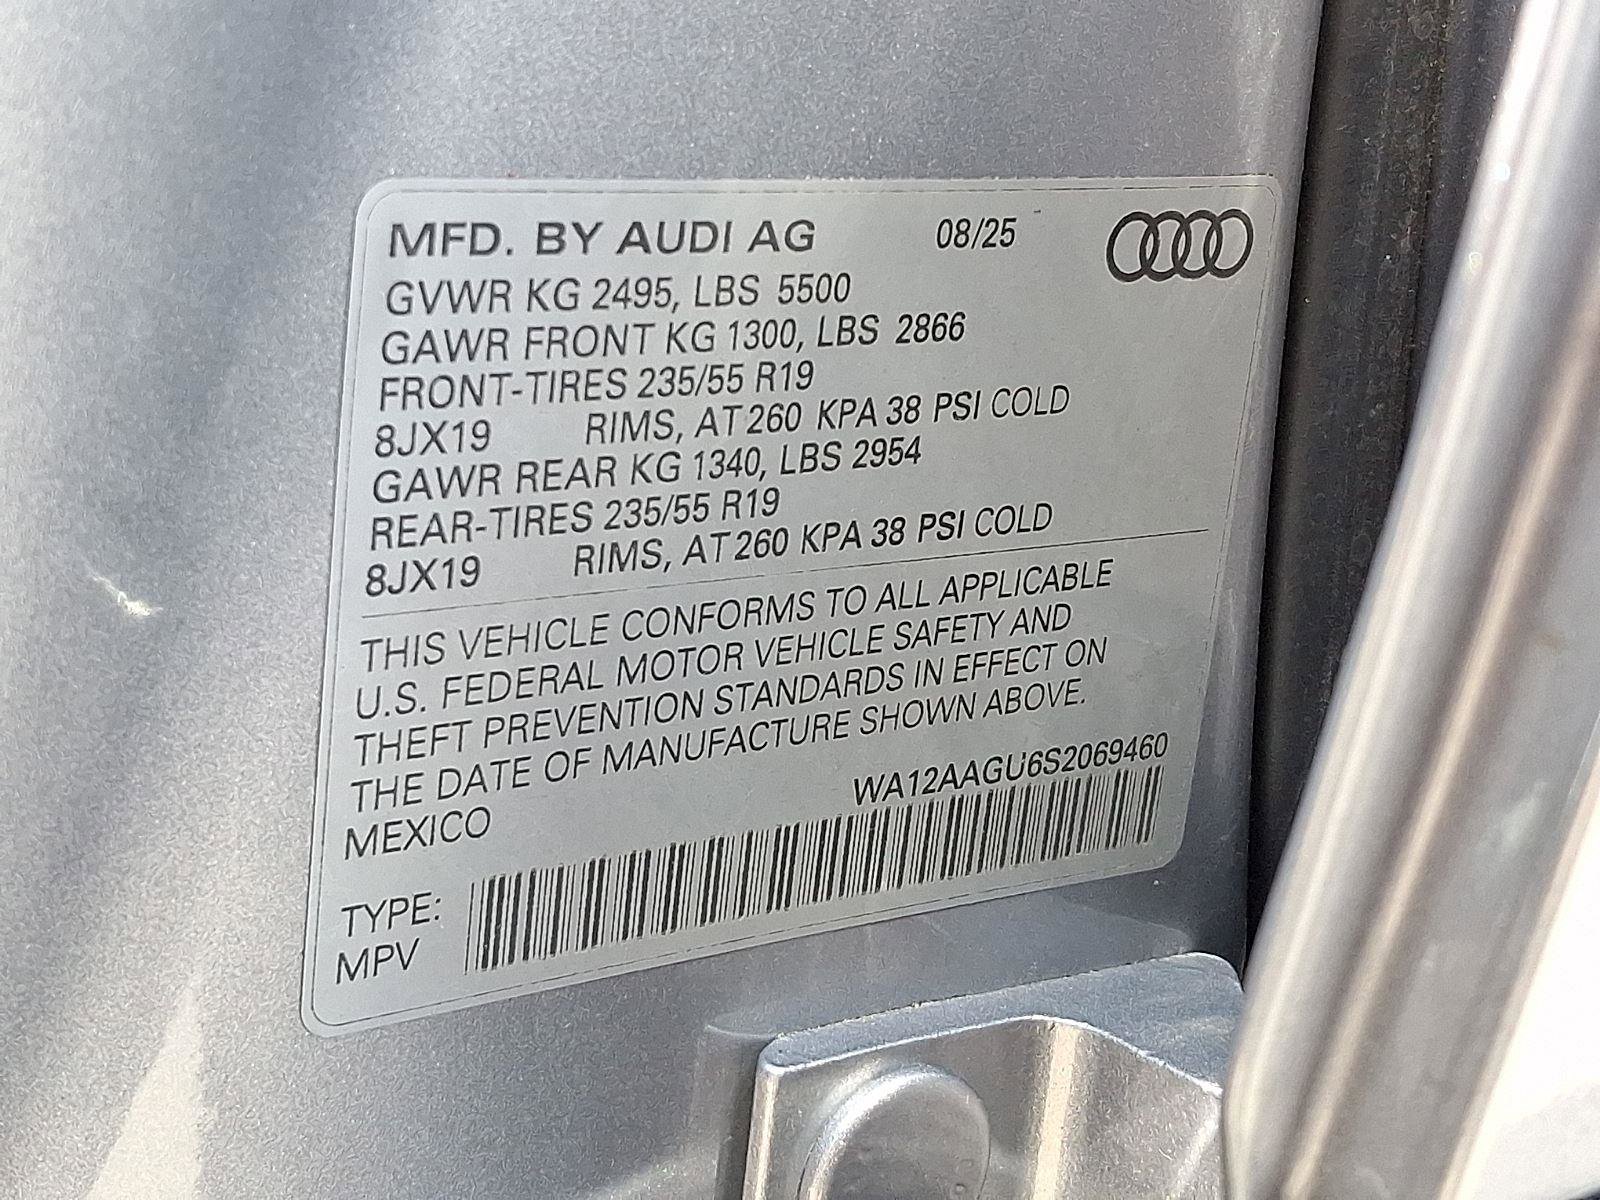 MFD. BY AUDI AG 08/25
GVWR KG 2495, LBS 5500
GAWR FRONT KG 1300, LBS 2866
FRONT-TIRES 235/55 R19
8JX19 RIMS, AT 260 KPA 38 PSI COLD
GAWR REAR KG 1340, LBS 2954
REAR-TIRES 235/55 R19
8JX19 RIMS, AT 260 KPA 38 PSI COLD
THIS VEHICLE CONFORMS TO ALL APPLICABLE
U.S. FEDERAL MOTOR VEHICLE SAFETY AND
THEFT PREVENTION STANDARDS IN EFFECT ON
THE DATE OF MANUFACTURE SHOWN ABOVE.
MEXICO WA12AAGU6S2069460
TYPE:
MPV